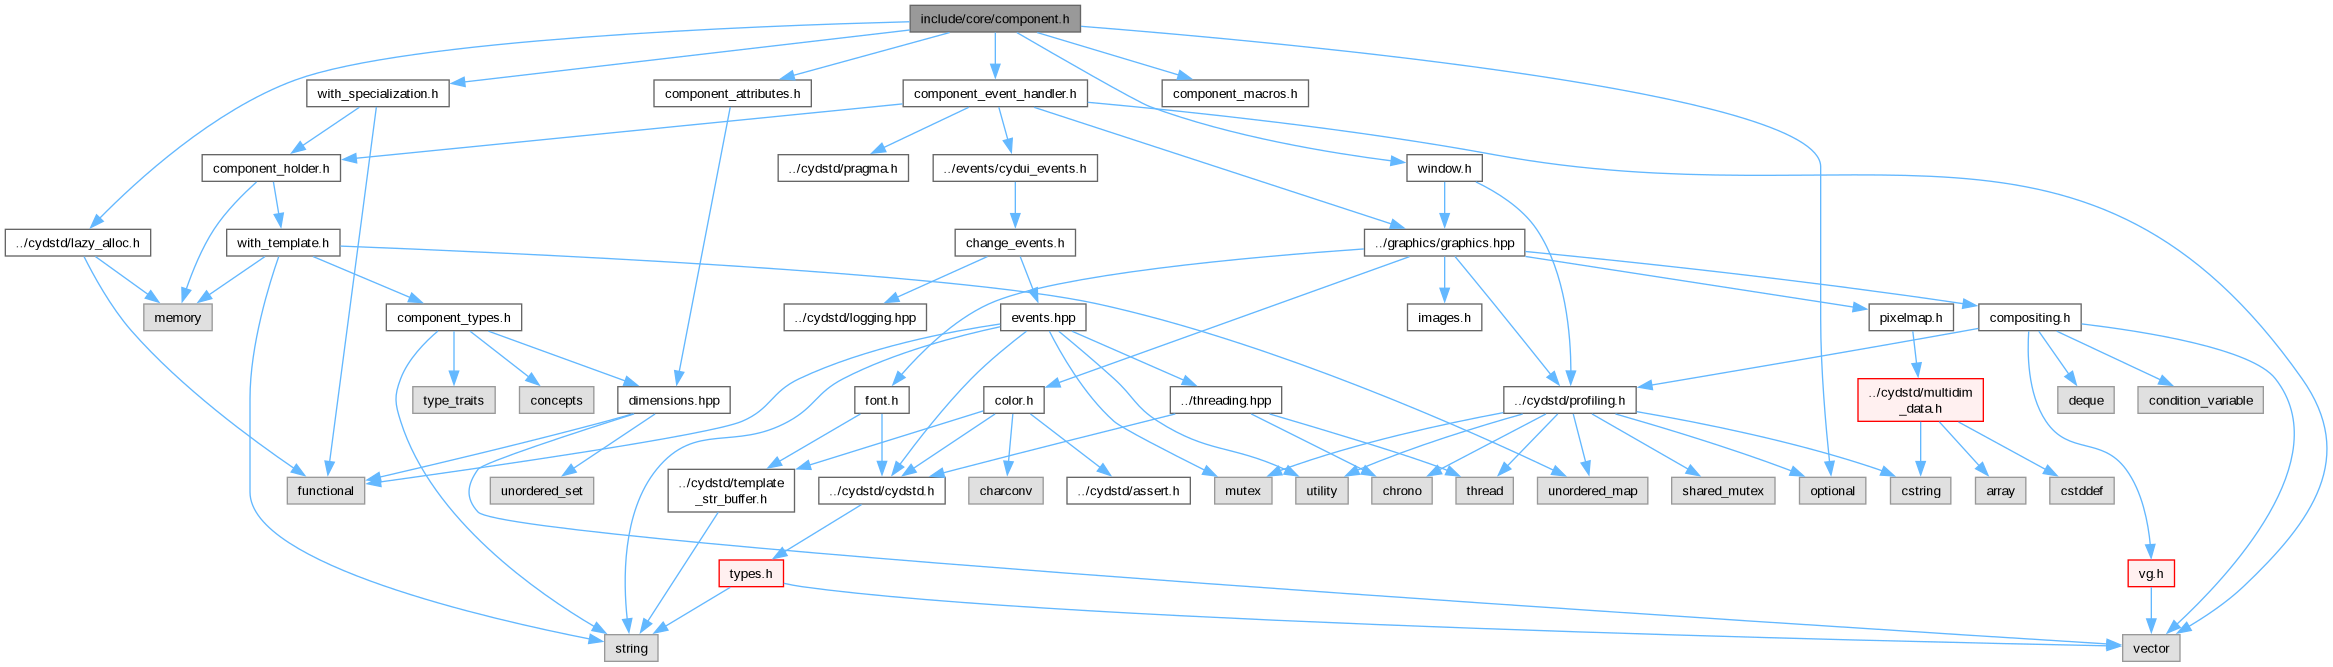 include/core/component.h
with_specialization.h
component_attributes.h
component_event_handler.h
component_macros.h
component_holder.h
../cydstd/pragma.h
../events/cydui_events.h
window.h
../cydstd/lazy_alloc.h
with_template.h
change_events.h
../graphics/graphics.hpp
memory
component_types.h
../cydstd/logging.hpp
events.hpp
images.h
pixelmap.h
compositing.h
type_traits
concepts
dimensions.hpp
font.h
color.h
../threading.hpp
../cydstd/profiling.h
../cydstd/multidim
_data.h
deque
condition_variable
functional
unordered_set
../cydstd/template
_str_buffer.h
../cydstd/cydstd.h
charconv
../cydstd/assert.h
mutex
utility
chrono
thread
unordered_map
shared_mutex
optional
cstring
array
cstddef
types.h
vg.h
string
vector